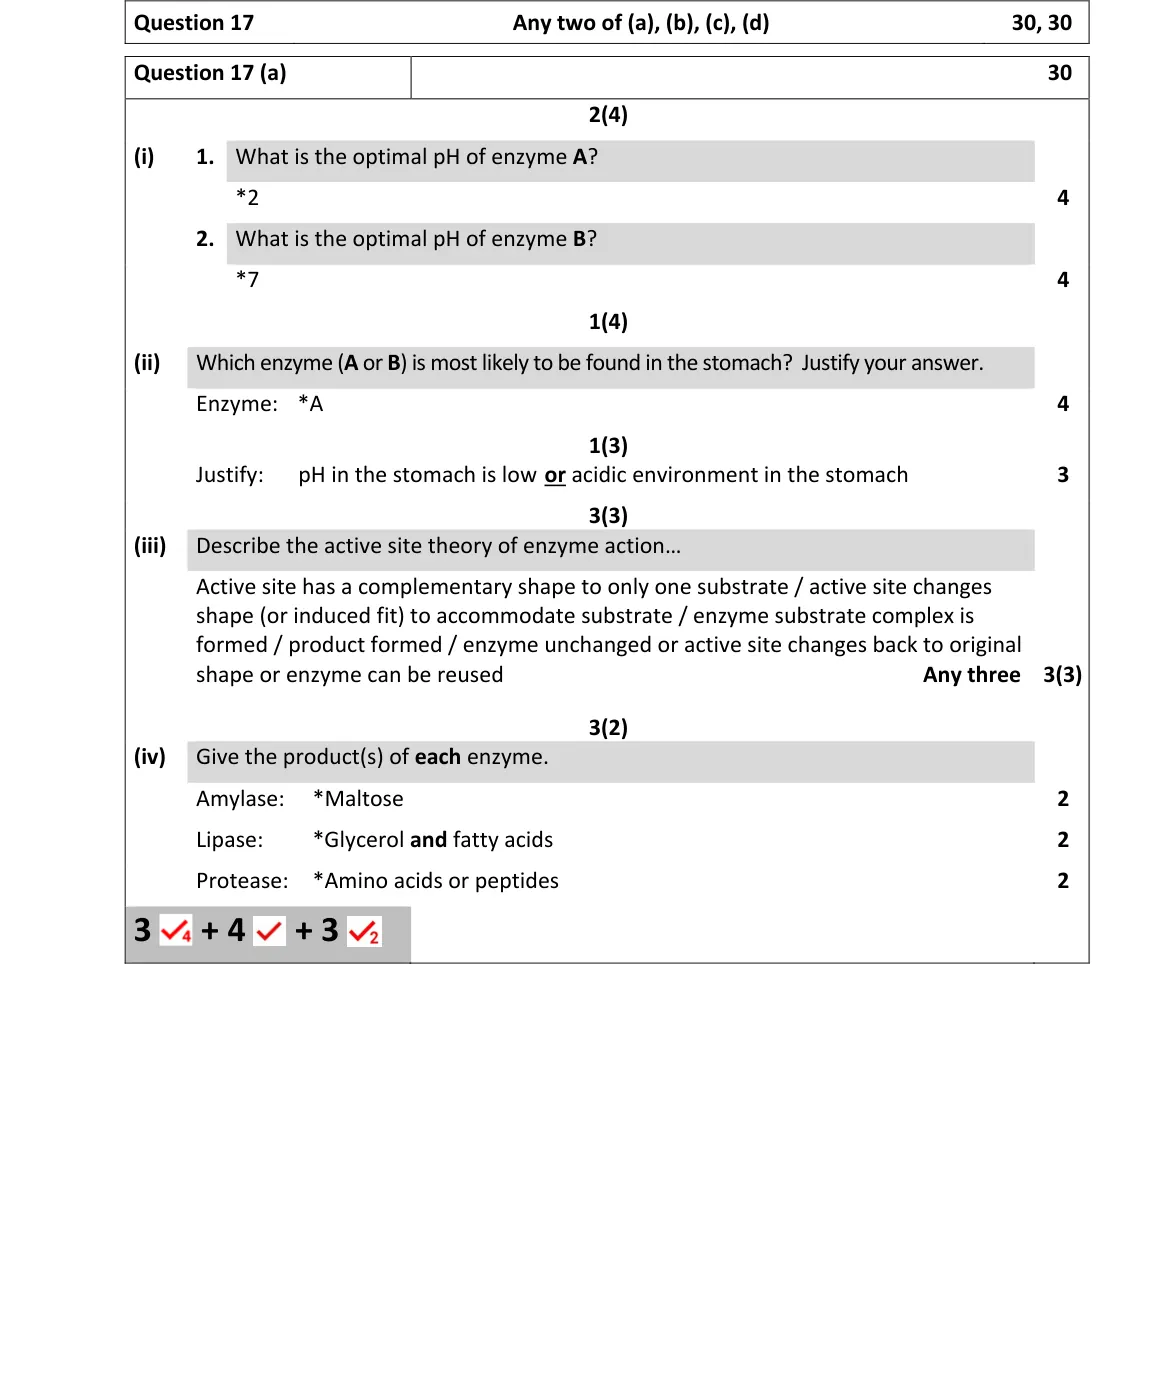 Question 17 Any two of (a), (b), (c), (d) 30, 30
Question 17 (a) 30
2(4)
(i) 1. What is the optimal pH of enzyme A?
*2 4
2. What is the optimal pH of enzyme B?
*7 4
1(4)
(ii) Which enzyme (A or B) is most likely to be found in the stomach? Justify your answer.
Enzyme: *A 4
1(3)
Justify: pH in the stomach is low or acidic environment in the stomach 3
3(3)
(iii) Describe the active site theory of enzyme action…
Active site has a complementary shape to only one substrate / active site changes
shape (or induced fit) to accommodate substrate / enzyme substrate complex is
formed / product formed / enzyme unchanged or active site changes back to original
shape or enzyme can be reused Any three 3(3)
3(2)
(iv) Give the product(s) of each enzyme.
Amylase: *Maltose 2
Lipase: *Glycerol and fatty acids 2
Protease: *Amino acids or peptides 2
3 ✓4 + 4 ✓ + 3 ✓2